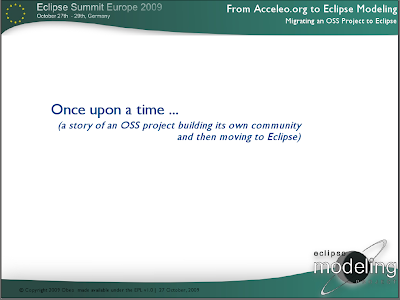 Eclipse Summit Europe 2009
October 27th - 29th, Germany
From Acceleo.org to Eclipse Modeling
Migrating an OSS Project to Eclipse
Once upon a time ...
(a story of an OSS project building its own community
and then moving to Eclipse)
eclipse
modeling
© Copyright 2009 Obeo; made available under the EPL v1.0 | 27 October, 2009